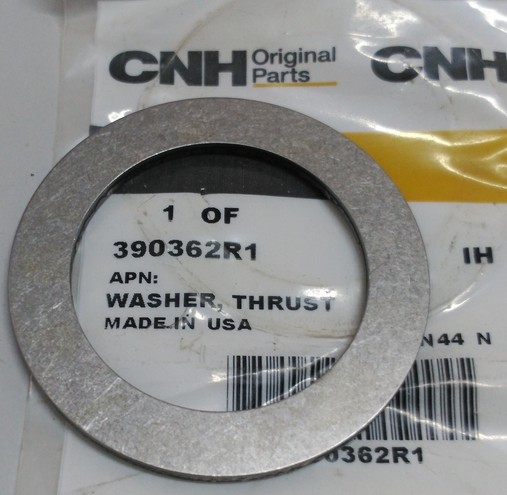 CNH Original Parts
CNH
1 OF
390362R1
IH
APN:
WASHER, THRUST
MADE IN USA
N44 N
0362R1